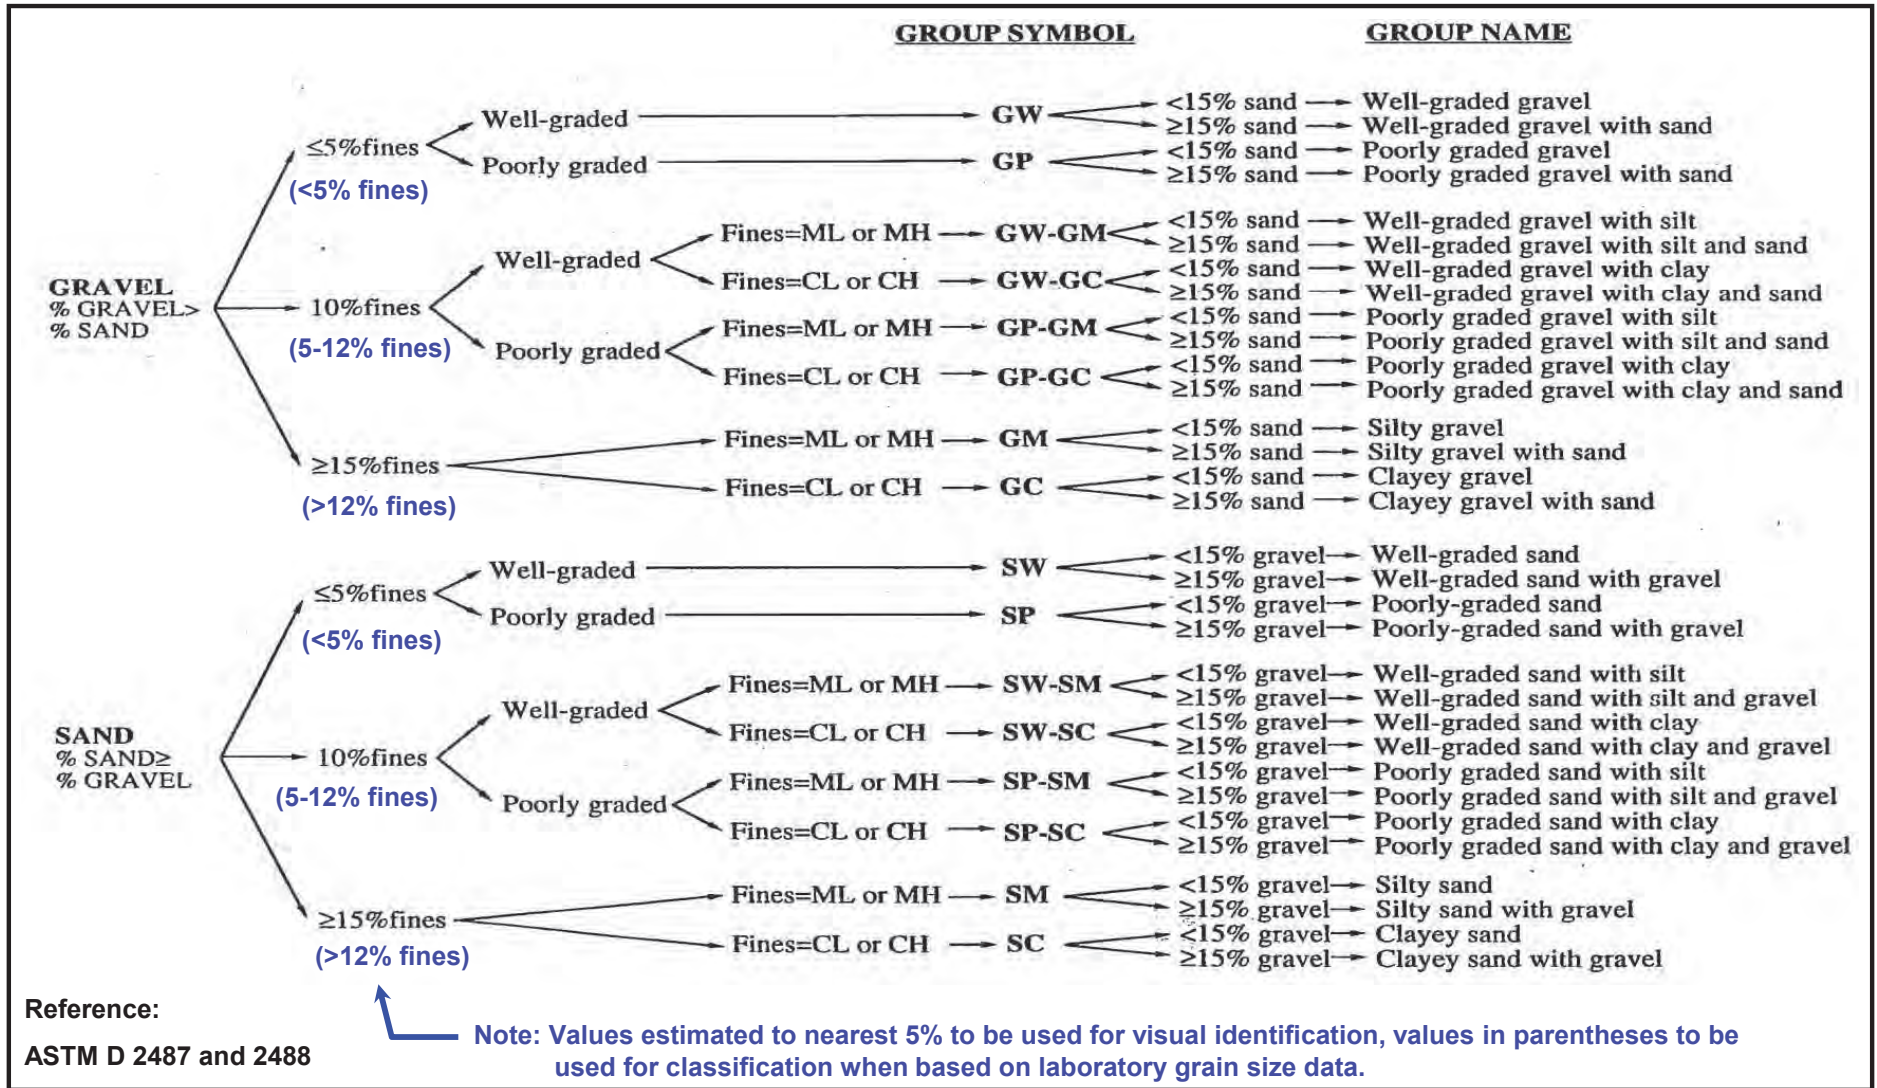 GROUP SYMBOL GROUP NAME
<15% sand Well-graded gravel
Well-graded GW
≥15% sand Well-graded gravel with sand
≤5%fines
<15% sand Poorly graded gravel
Poorly graded GP
≥15% sand Poorly graded gravel with sand
(<5% fines)
<15% sand Well-graded gravel with silt
Fines=ML or MH GW-GM
≥15% sand Well-graded gravel with silt and sand
Well-graded
<15% sand Well-graded gravel with clay
Fines=CL or CH GW-GC
≥15% sand Well-graded gravel with clay and sand
GRAVEL
% GRAVEL>
% SAND
10%fines
(5-12% fines)
<15% sand Poorly graded gravel with silt
Fines=ML or MH GP-GM
≥15% sand Poorly graded gravel with silt and sand
Poorly graded
<15% sand Poorly graded gravel with clay
Fines=CL or CH GP-GC
≥15% sand Poorly graded gravel with clay and sand
<15% sand Silty gravel
Fines=ML or MH GM
≥15% sand Silty gravel with sand
≥15%fines
<15% sand Clayey gravel
Fines=CL or CH GC
≥15% sand Clayey gravel with sand
(>12% fines)
<15% gravel Well-graded sand
Well-graded SW
≥15% gravel Well-graded sand with gravel
≤5%fines
<15% gravel Poorly-graded sand
Poorly graded SP
≥15% gravel Poorly-graded sand with gravel
(<5% fines)
<15% gravel Well-graded sand with silt
Fines=ML or MH SW-SM
≥15% gravel Well-graded sand with silt and gravel
Well-graded
<15% gravel Well-graded sand with clay
Fines=CL or CH SW-SC
≥15% gravel Well-graded sand with clay and gravel
SAND
% SAND≥
% GRAVEL
10%fines
(5-12% fines)
<15% gravel Poorly graded sand with silt
Fines=ML or MH SP-SM
≥15% gravel Poorly graded sand with silt and gravel
Poorly graded
<15% gravel Poorly graded sand with clay
Fines=CL or CH SP-SC
≥15% gravel Poorly graded sand with clay and gravel
<15% gravel Silty sand
Fines=ML or MH SM
≥15% gravel Silty sand with gravel
≥15%fines
<15% gravel Clayey sand
Fines=CL or CH SC
≥15% gravel Clayey sand with gravel
(>12% fines)
Reference:
ASTM D 2487 and 2488
Note: Values estimated to nearest 5% to be used for visual identification, values in parentheses to be
used for classification when based on laboratory grain size data.